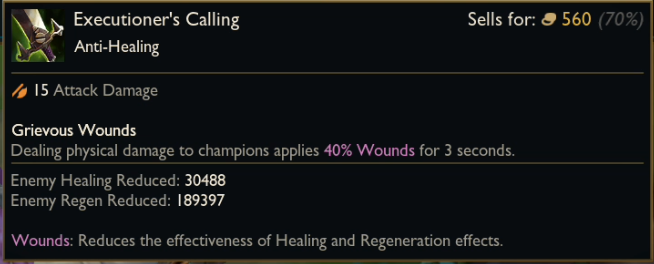 Executioner's Calling
Sells for: 560 (70%)
Anti-Healing
15 Attack Damage
Grievous Wounds
Dealing physical damage to champions applies 40% Wounds for 3 seconds.
Enemy Healing Reduced: 30488
Enemy Regen Reduced: 189397
Wounds: Reduces the effectiveness of Healing and Regeneration effects.